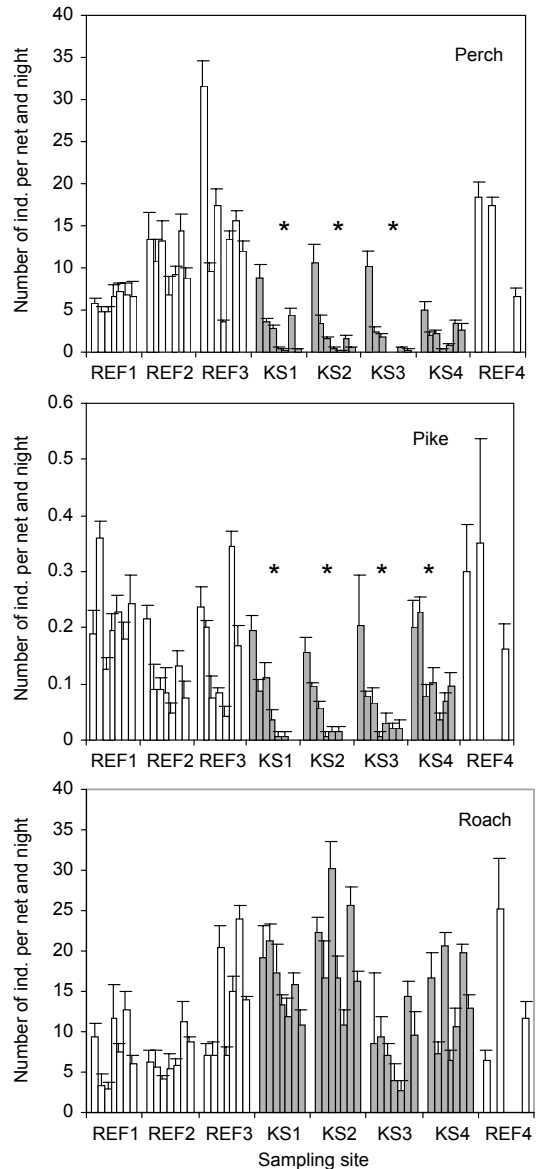 Number of ind. per net and night
40
35
30
25
20
15
10
5
0
Perch
* * *
REF1 REF2 REF3 KS1 KS2 KS3 KS4 REF4
Number of ind. per net and night
0.6
0.5
0.4
0.3
0.2
0.1
0
Pike
* * * *
REF1 REF2 REF3 KS1 KS2 KS3 KS4 REF4
Number of ind. per net and night
40
35
30
25
20
15
10
5
0
Roach
REF1 REF2 REF3 KS1 KS2 KS3 KS4 REF4
Sampling site